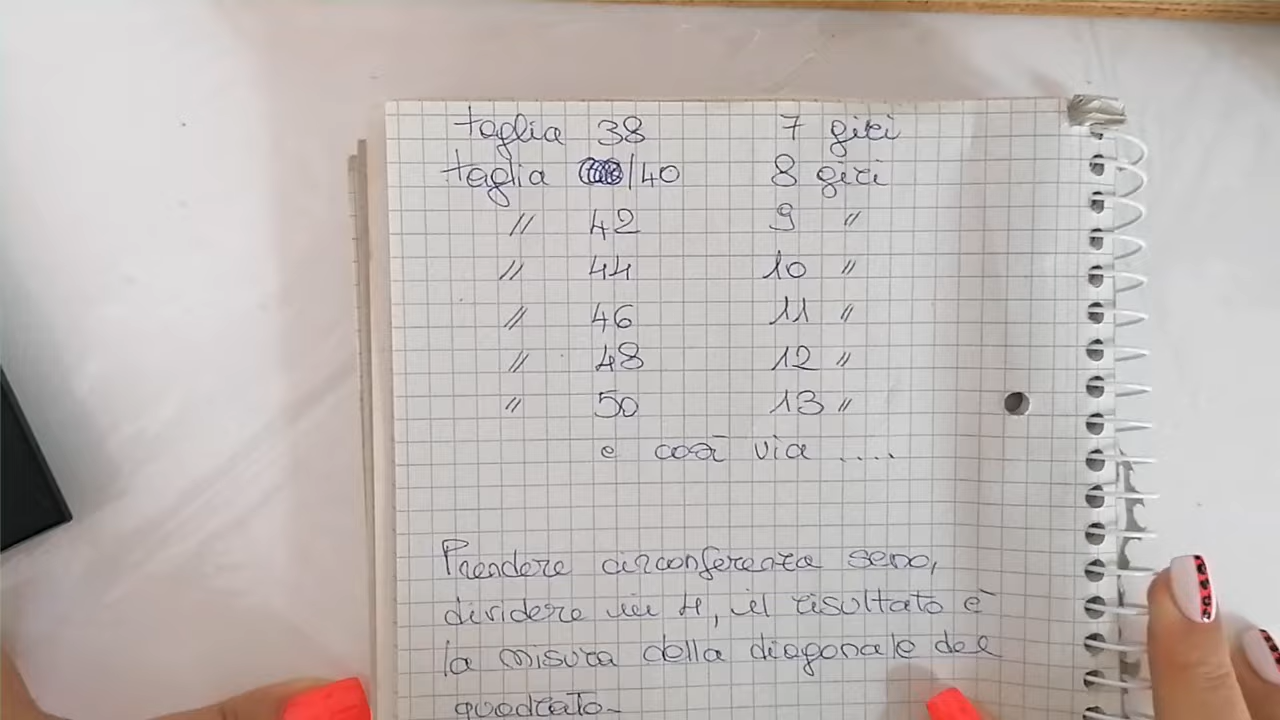 taglia 38 7 giri
taglia /40 8 giri
" 42 9 "
" 44 10 "
" 46 11 "
" 48 12 "
" 50 13 "
e così via ....
Prendere circonferenza seno,
dividere in 4, il risultato è
la misura della diagonale del
quadrato-